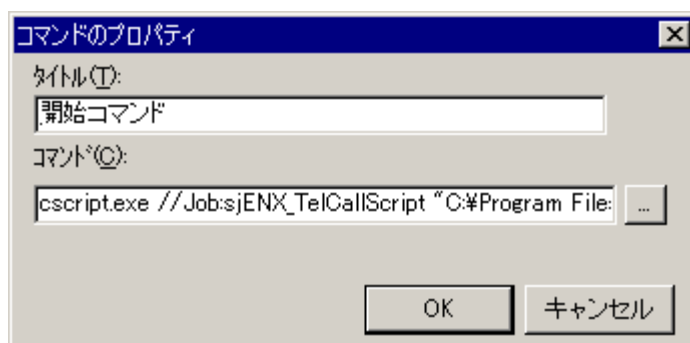 コマンドのプロパティ
ﾀｲﾄﾙ(T):
開始コマンド
ｺﾏﾝﾄﾞ(C):
cscript.exe //Job:sjENX_TelCallScript "C:¥Program File: ...
OK キャンセル